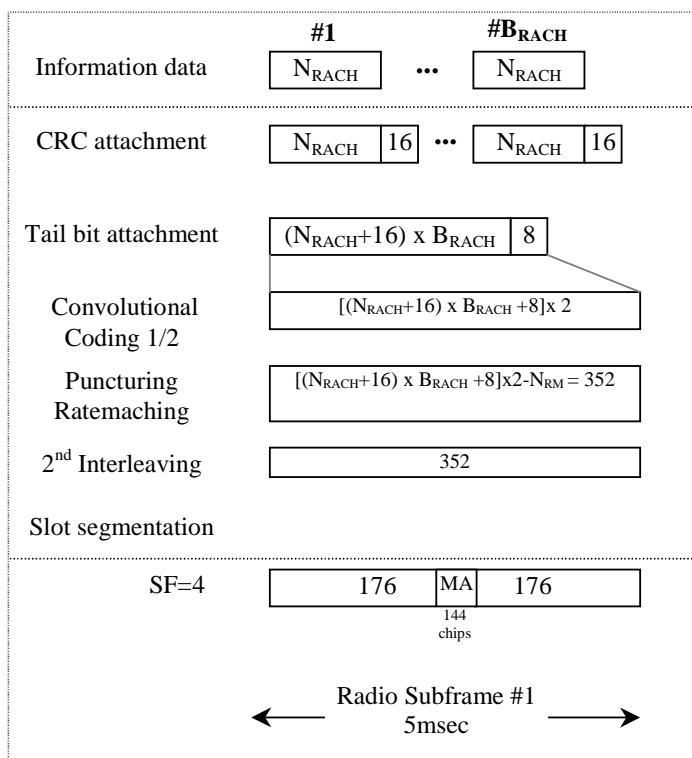 #1 #B_RACH
Information data N_RACH ••• N_RACH
CRC attachment N_RACH 16 ••• N_RACH 16
Tail bit attachment (N_RACH+16) x B_RACH 8
Convolutional
Coding 1/2
[(N_RACH+16) x B_RACH +8]x 2
Puncturing
Ratemaching
[(N_RACH+16) x B_RACH +8]x2-N_RM = 352
2nd Interleaving 352
Slot segmentation
SF=4 176 MA 176
144
chips
Radio Subframe #1
5msec